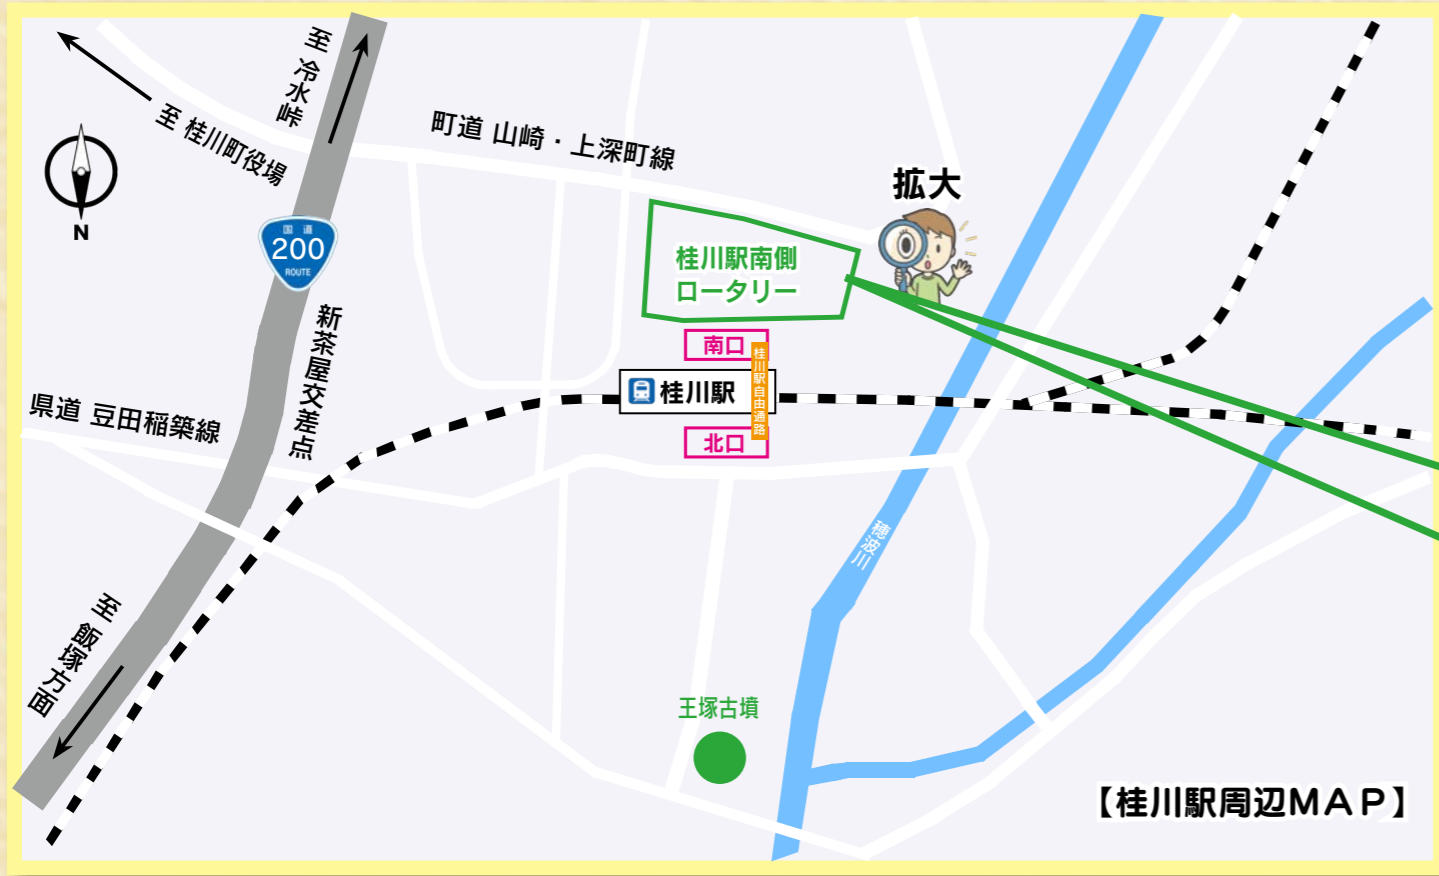 至 冷水峠
至 桂川町役場
町道 山崎・上深町線
拡大
N
国道
200
ROUTE
桂川駅南側
ロータリー
新茶屋交差点
南口
桂川駅自由通路
桂川駅
県道 豆田稲築線
北口
穂波川
至 飯塚方面
王塚古墳
【桂川駅周辺MAP】